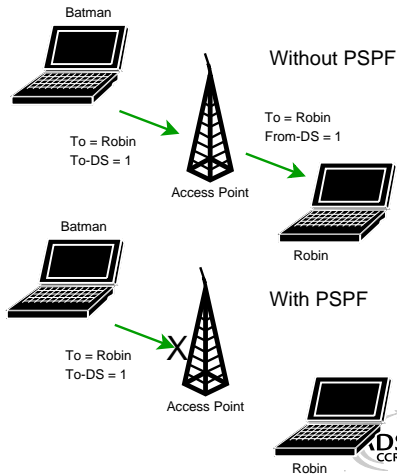 Batman
Without PSPF
To = Robin
To-DS = 1
To = Robin
From-DS = 1
Access Point
Robin
Batman
With PSPF
X
To = Robin
To-DS = 1
Access Point
Robin